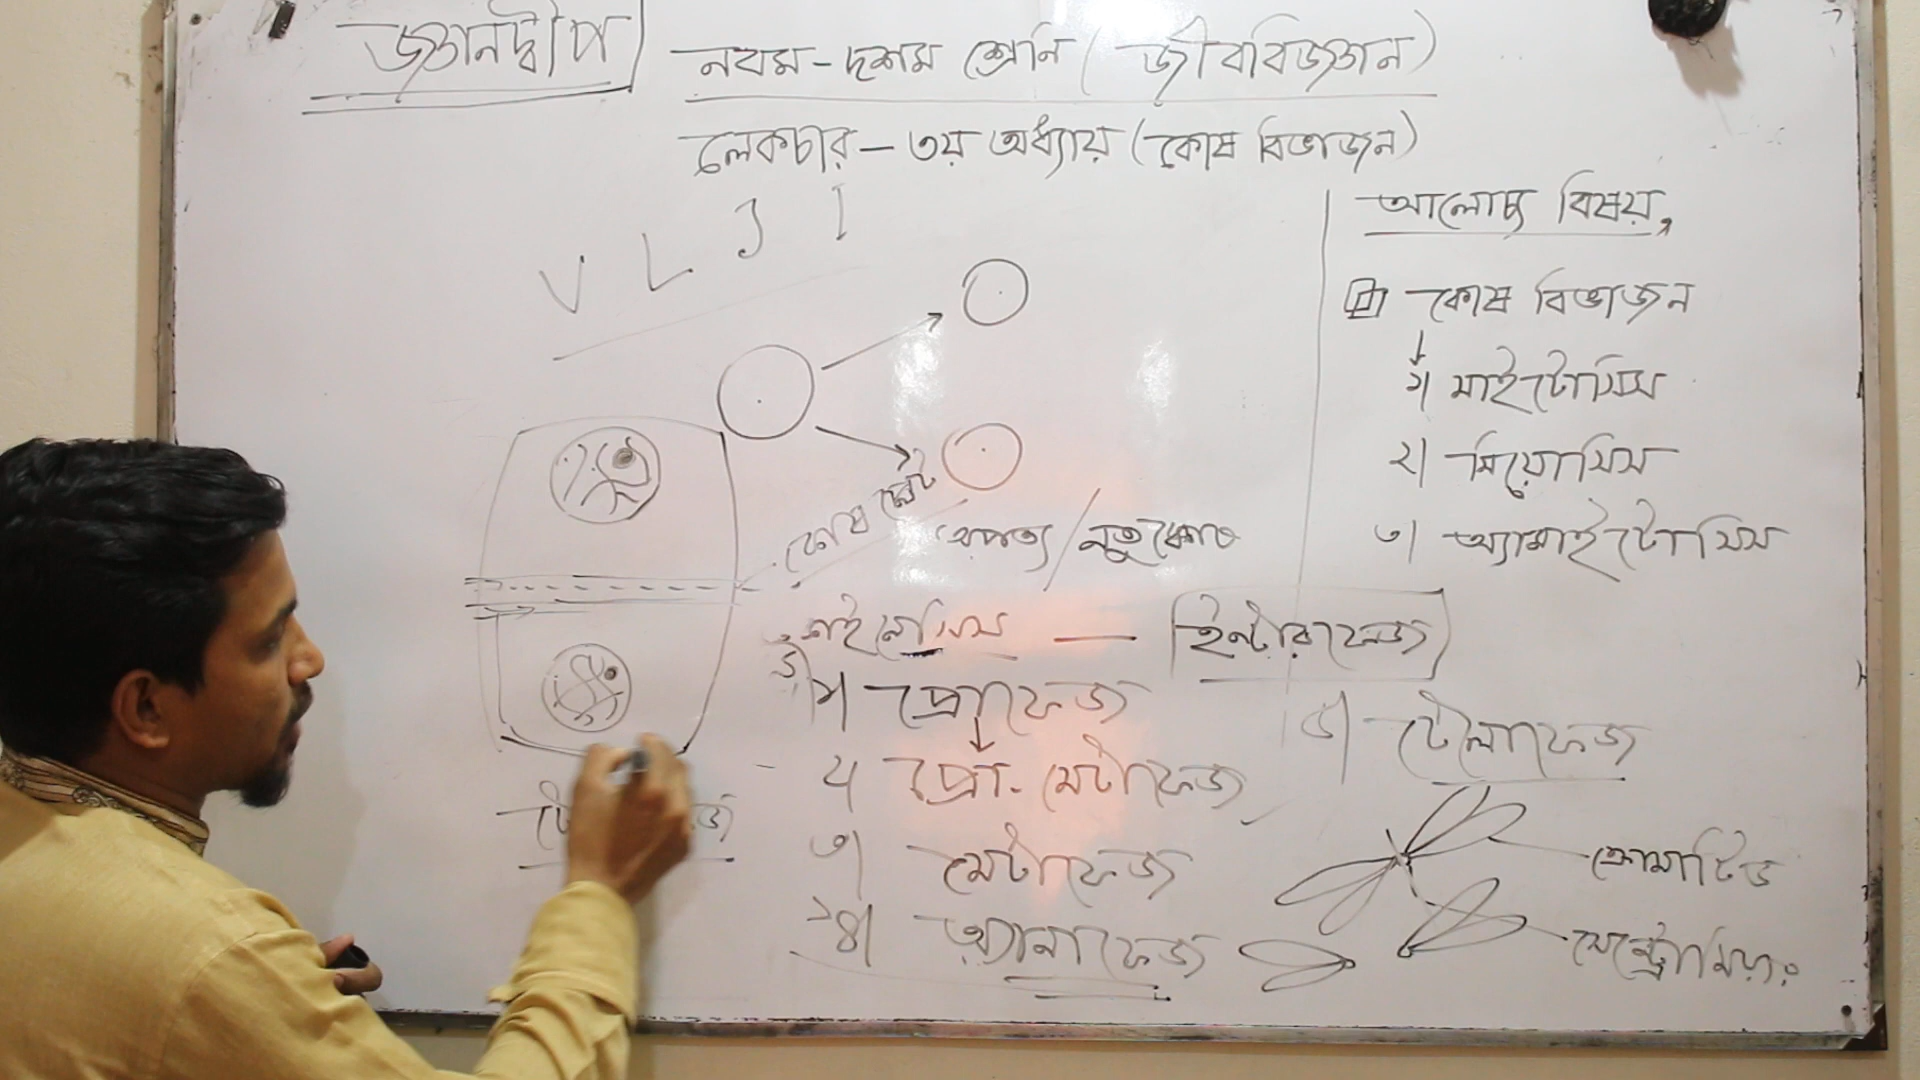 জ্ঞানদ্বীপ
নবম-দশম শ্রেনি (জীববিজ্ঞান)
লেকচার - ৩য় অধ্যায় (কোষ বিভাজন)
V L J I
আলোচ্য বিষয়,
কোষ বিভাজন
১) মাইটোসিস
২) মিয়োসিস
৩) অ্যামাইটোসিস
কোষ প্লেট
অপত্য / নতুকোষ
— ইন্টারফেজ
১) প্রোফেজ
২) প্রো-মেটাফেজ
৩) মেটাফেজ
৪) অ্যানাফেজ
৫) টেলোফেজ
ক্রোমাটিড
সেন্ট্রোমিয়ার